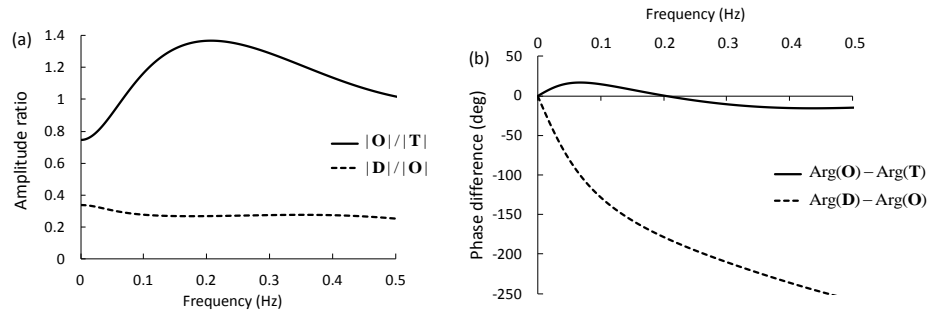 (a)
1.4
1.2
1
0.8
0.6
0.4
0.2
0
Amplitude ratio
|O|/|T|
|D|/|O|
0 0.1 0.2 0.3 0.4 0.5
Frequency (Hz)
Frequency (Hz)
0 0.1 0.2 0.3 0.4 0.5
(b)
50
0
-50
-100
-150
-200
-250
Phase difference (deg)
Arg(O)−Arg(T)
Arg(D)−Arg(O)